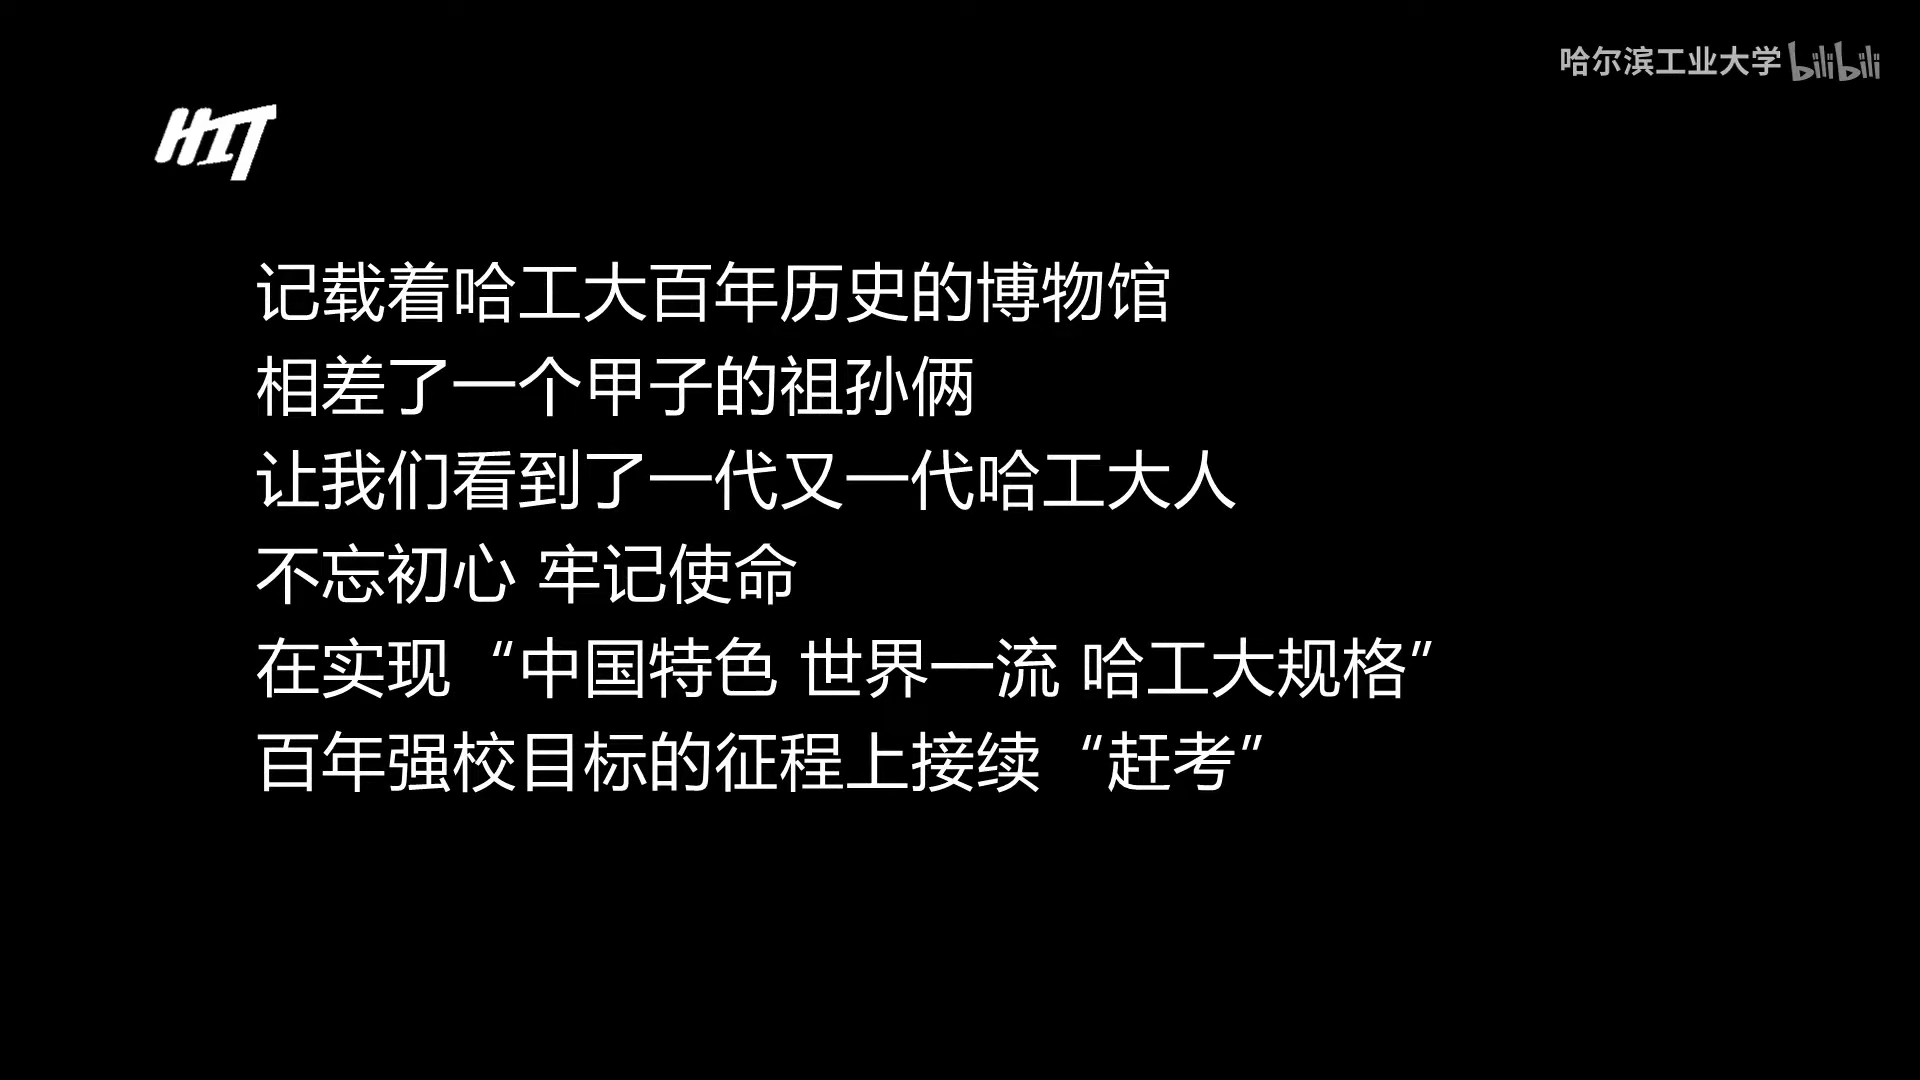 哈尔滨工业大学 bilibili
HIT
记载着哈工大百年历史的博物馆
相差了一个甲子的祖孙俩
让我们看到了一代又一代哈工大人
不忘初心 牢记使命
在实现“中国特色 世界一流 哈工大规格”
百年强校目标的征程上接续“赶考”